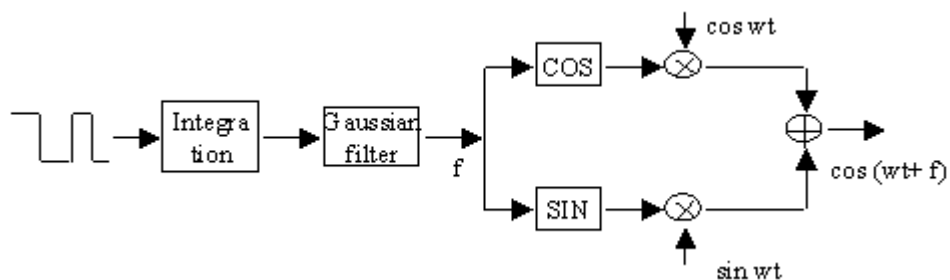 cos wt
COS
Integra
tion
Gaussian
filter
f
cos (wt+ f)
SIN
sin wt